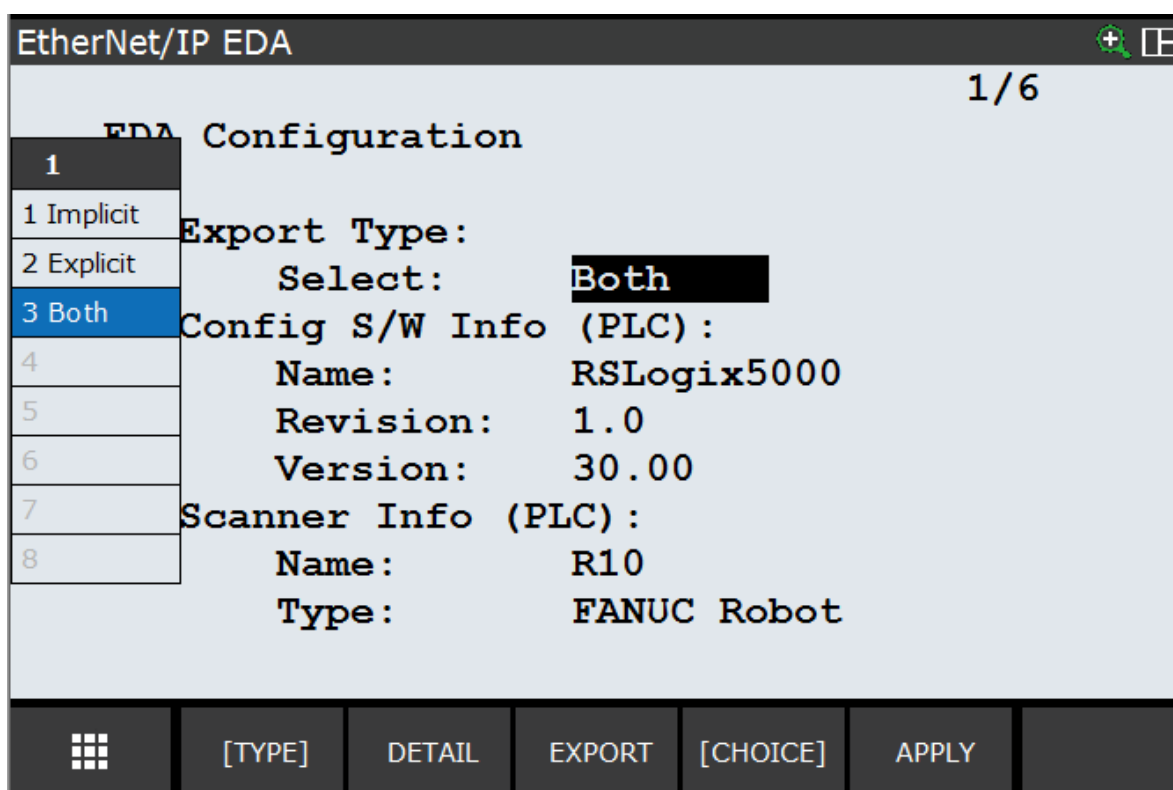 EtherNet/IP EDA
1/6
EDA Configuration
1
1 Implicit
2 Explicit
3 Both
4
5
6
7
8
Export Type:
Select: Both
Config S/W Info (PLC):
Name: RSLogix5000
Revision: 1.0
Version: 30.00
Scanner Info (PLC):
Name: R10
Type: FANUC Robot
[TYPE] DETAIL EXPORT [CHOICE] APPLY